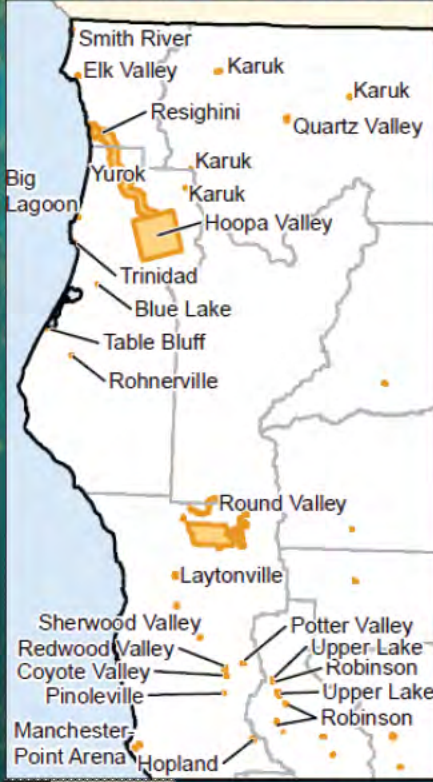 Smith River
Elk Valley
Karuk
Karuk
Resighini
Quartz Valley
Karuk
Yurok
Big
Lagoon
Karuk
Hoopa Valley
Trinidad
Blue Lake
Table Bluff
Rohnerville
Round Valley
Laytonville
Sherwood Valley
Potter Valley
Redwood Valley
Upper Lake
Coyote Valley
Robinson
Pinoleville
Upper Lake
Robinson
Manchester-
Point Arena
Hopland